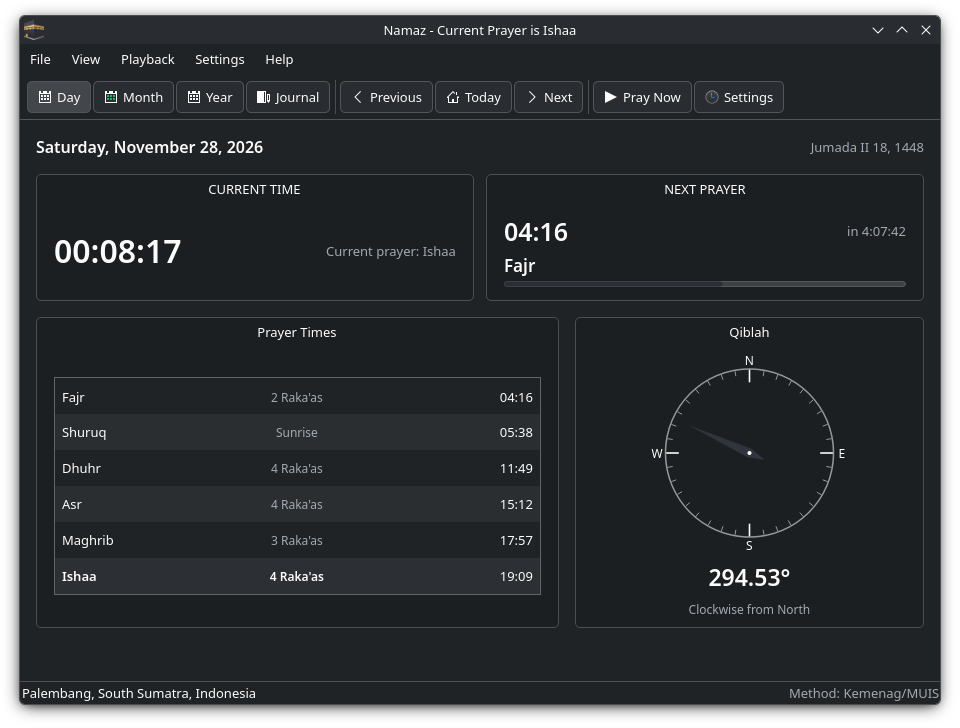 Namaz - Current Prayer is Ishaa
File View Playback Settings Help
Day Month Year Journal Previous Today Next Pray Now Settings
Saturday, November 28, 2026 Jumada II 18, 1448
CURRENT TIME
00:08:17 Current prayer: Ishaa
NEXT PRAYER
04:16 in 4:07:42
Fajr
Prayer Times
Fajr 2 Raka'as 04:16
Shuruq Sunrise 05:38
Dhuhr 4 Raka'as 11:49
Asr 4 Raka'as 15:12
Maghrib 3 Raka'as 17:57
Ishaa 4 Raka'as 19:09
Qiblah
N
W E
S
294.53°
Clockwise from North
Palembang, South Sumatra, Indonesia Method: Kemenag/MUIS